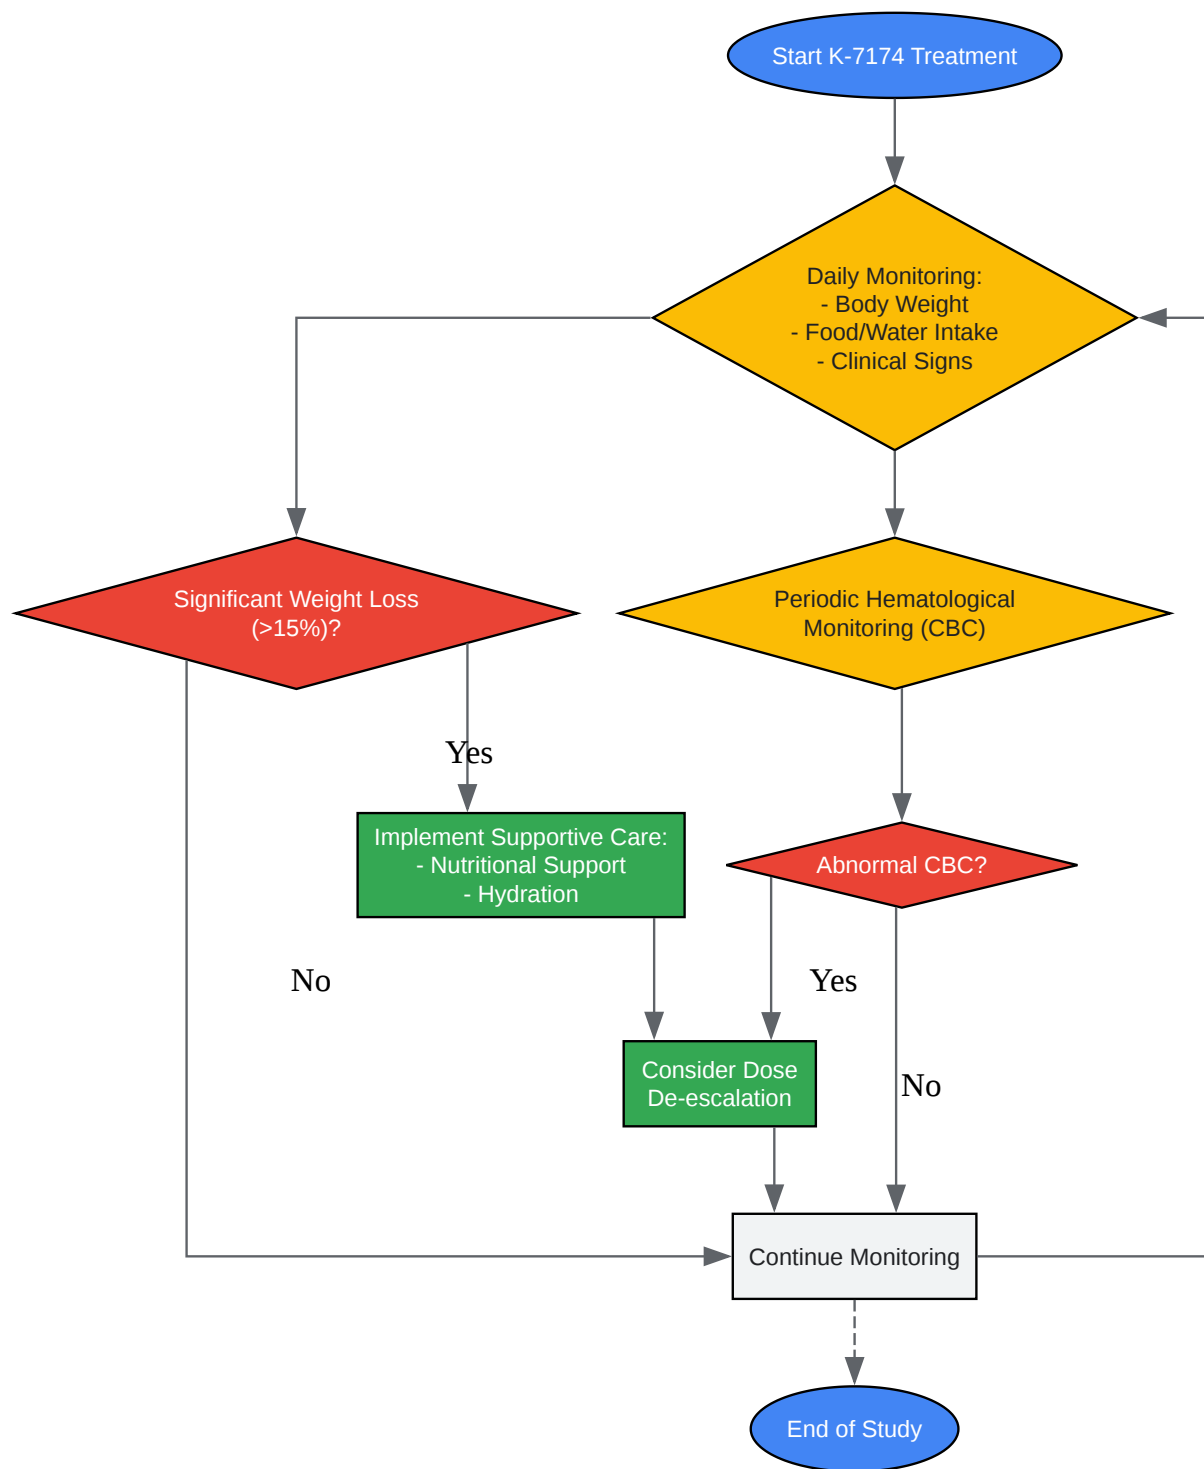 Start K-7174 Treatment
Daily Monitoring:
- Body Weight
- Food/Water Intake
- Clinical Signs
Significant Weight Loss
(>15%)?
Periodic Hematological
Monitoring (CBC)
Yes
Implement Supportive Care:
- Nutritional Support
- Hydration
Abnormal CBC?
No
Yes
Consider Dose
De-escalation
No
Continue Monitoring
End of Study